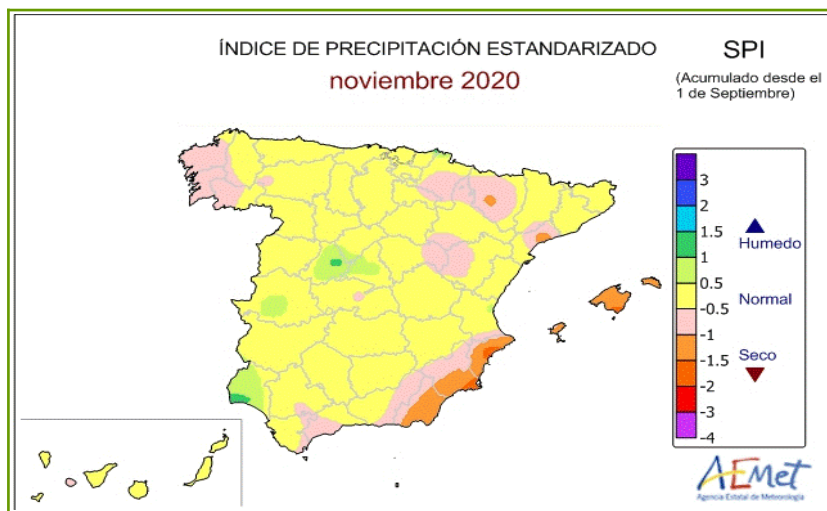 ÍNDICE DE PRECIPITACIÓN ESTANDARIZADO
noviembre 2020
SPI
(Acumulado desde el
1 de Septiembre)
3
2
1.5
1
0.5
-0.5
-1
-1.5
-2
-3
-4
Humedo
Normal
Seco
AEMet
Agencia Estatal de Meteorología